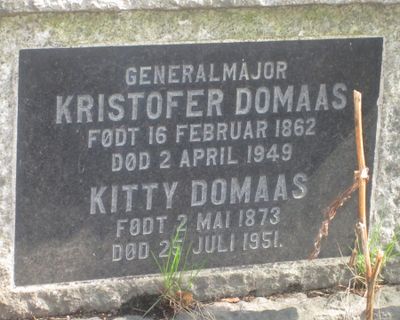 GENERALMAJOR
KRISTOFER DOMAAS
FØDT 16 FEBRUAR 1862
DØD 2 APRIL 1949
KITTY DOMAAS
FØDT 2 MAI 1873
DØD 25 JULI 1951.